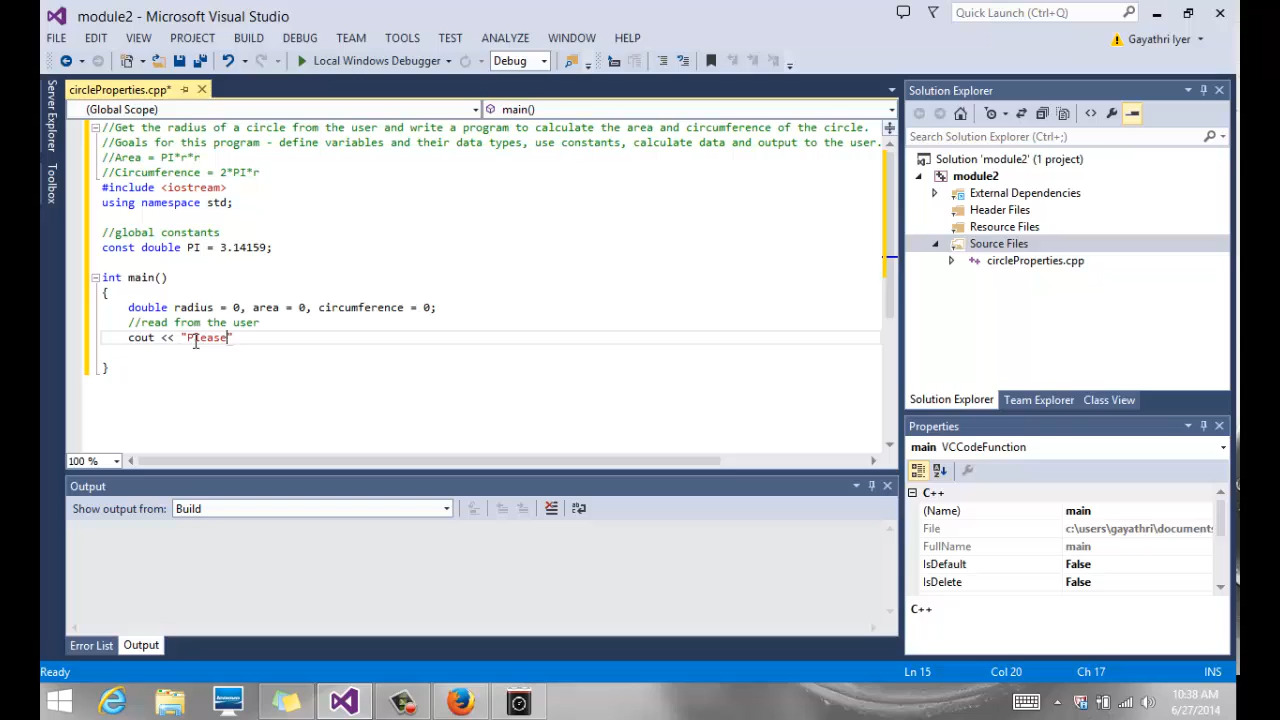 module2 - Microsoft Visual Studio
Quick Launch (Ctrl+Q)
FILE EDIT VIEW PROJECT BUILD DEBUG TEAM TOOLS TEST ANALYZE WINDOW HELP
Gayathri Iyer
Local Windows Debugger Debug
Server Explorer
Toolbox
circleProperties.cpp*
(Global Scope) main()
//Get the radius of a circle from the user and write a program to calculate the area and circumference of the circle.
//Goals for this program - define variables and their data types, use constants, calculate data and output to the user.
//Area = PI*r*r
//Circumference = 2*PI*r
#include <iostream>
using namespace std;
//global constants
const double PI = 3.14159;
int main()
{
double radius = 0, area = 0, circumference = 0;
//read from the user
cout << "Please"
}
100 %
Output
Show output from: Build
Error List Output
Solution Explorer
Search Solution Explorer (Ctrl+;)
Solution 'module2' (1 project)
module2
External Dependencies
Header Files
Resource Files
Source Files
circleProperties.cpp
Solution Explorer Team Explorer Class View
Properties
main VCCodeFunction
C++
(Name) main
File c:\users\gayathri\documents
FullName main
IsDefault False
IsDelete False
C++
Ready Ln 15 Col 20 Ch 17 INS
10:38 AM
6/27/2014